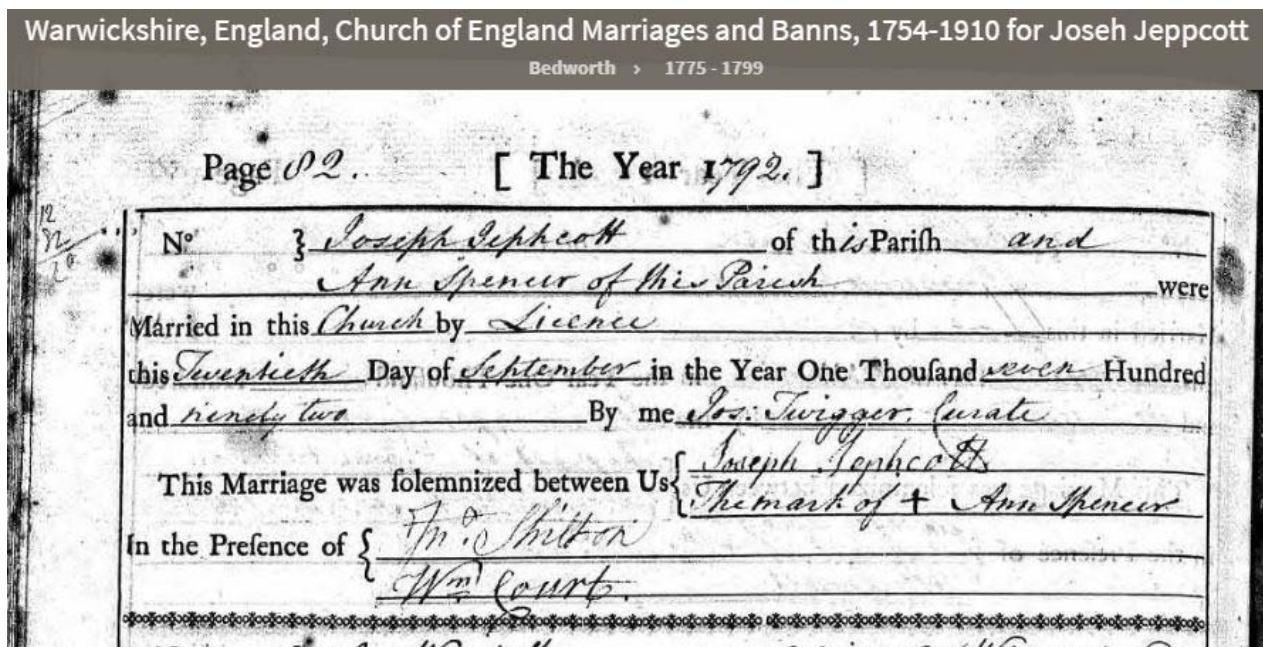 Warwickshire, England, Church of England Marriages and Banns, 1754-1910 for Joseh Jeppcott
Bedworth › 1775 - 1799
Page 82. [ The Year 1792. ]
Nº } Joseph Jephcott of this Pariſh and
Ann Spencer of this Parish were
Married in this Church by Licence
this Twentieth Day of September in the Year One Thouſand seven Hundred
and ninety two By me Jos: Twigger. Curate
This Marriage was ſolemnized between Us { Joseph Jephcott
The mark of + Ann Spencer
In the Preſence of { Shilton
Wm Court.